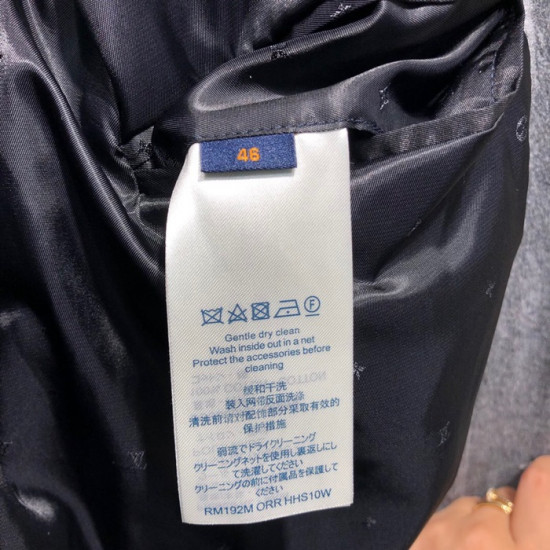 46
F
Gentle dry clean
Wash inside out in a net
Protect the accessories before
cleaning
缓和干洗
装入网带反面洗涤
清洗前请对配饰部分采取有效的
保护措施
弱流でドライクリーニング
クリーニングネットを使用し裏返し
て洗濯してください
クリーニングの前に付属品を保護して
ください
RM192M ORR HHS10W